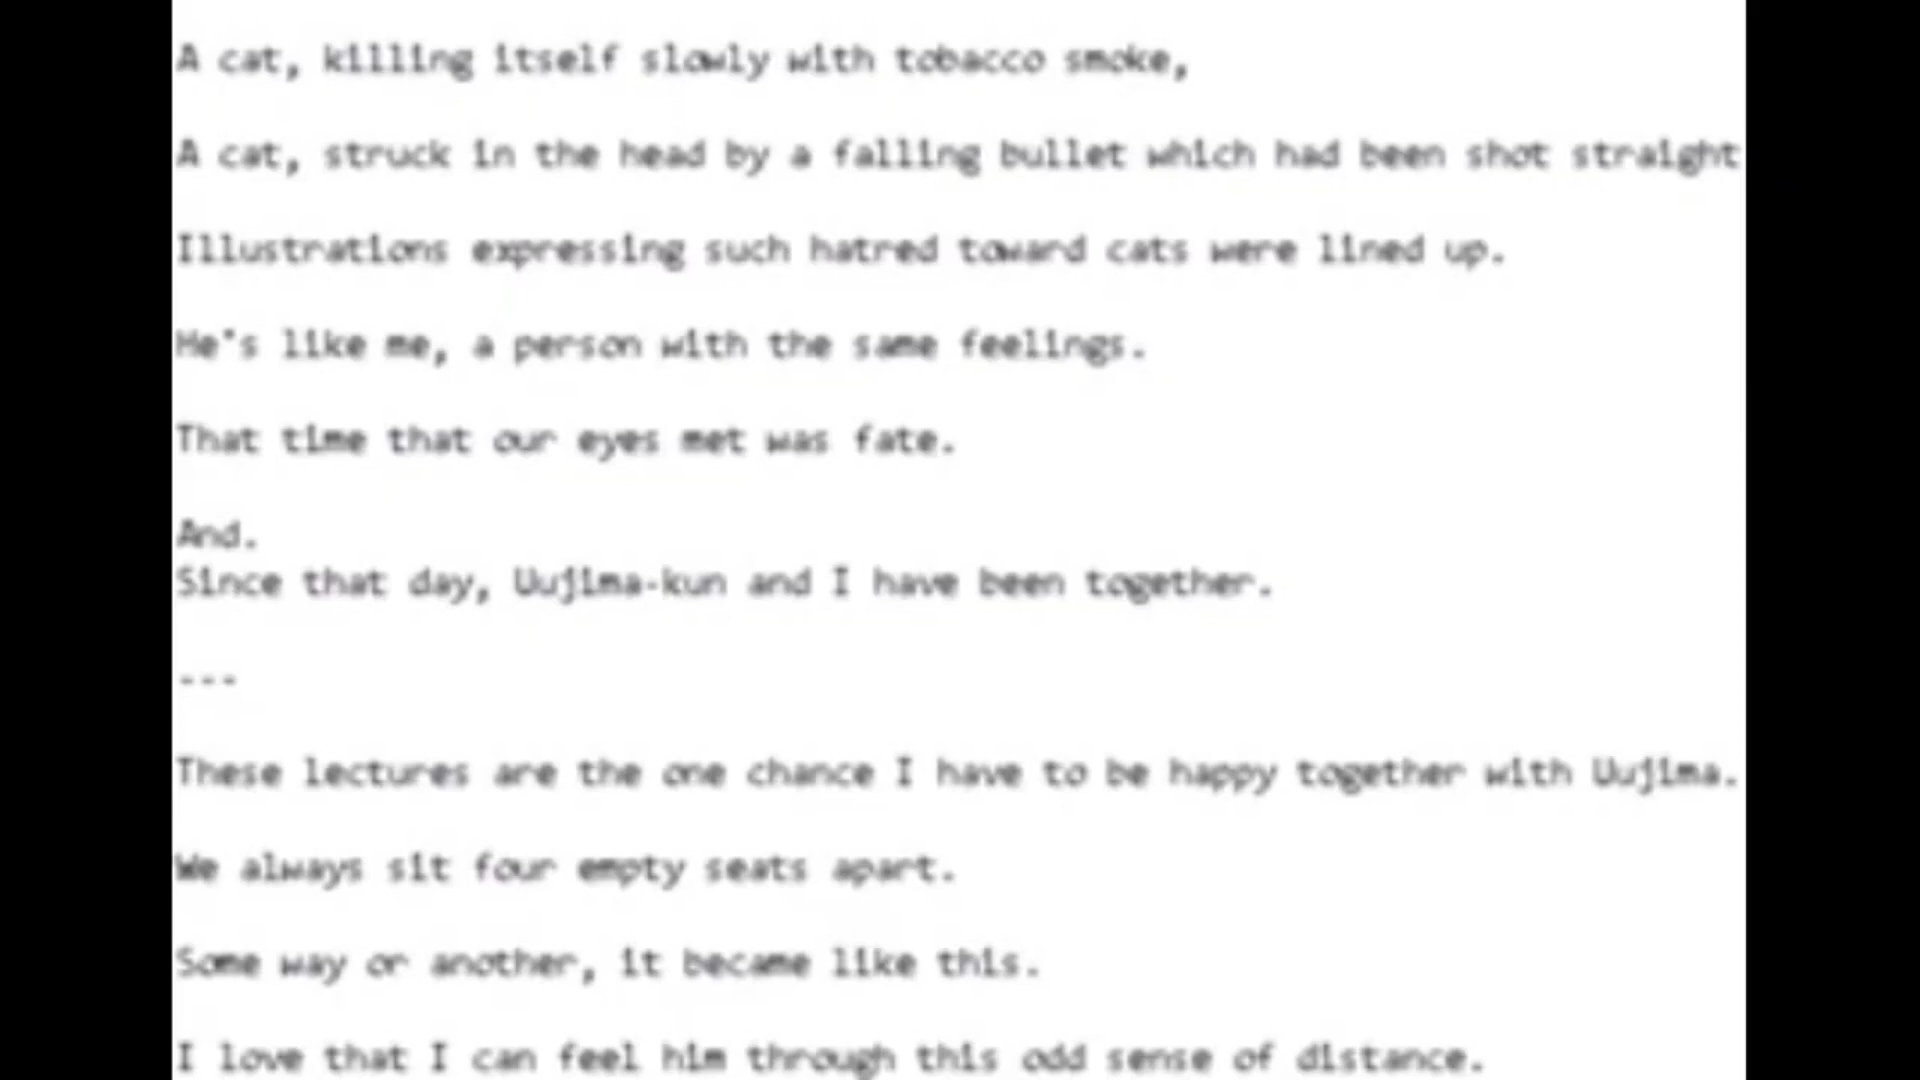 A cat, killing itself slowly with tobacco smoke,
A cat, struck in the head by a falling bullet which had been shot straight
Illustrations expressing such hatred toward cats were lined up.
He's like me, a person with the same feelings.
That time that our eyes met was fate.
And.
Since that day, Uujima-kun and I have been together.
---
These lectures are the one chance I have to be happy together with Uujima.
We always sit four empty seats apart.
Some way or another, it became like this.
I love that I can feel him through this odd sense of distance.